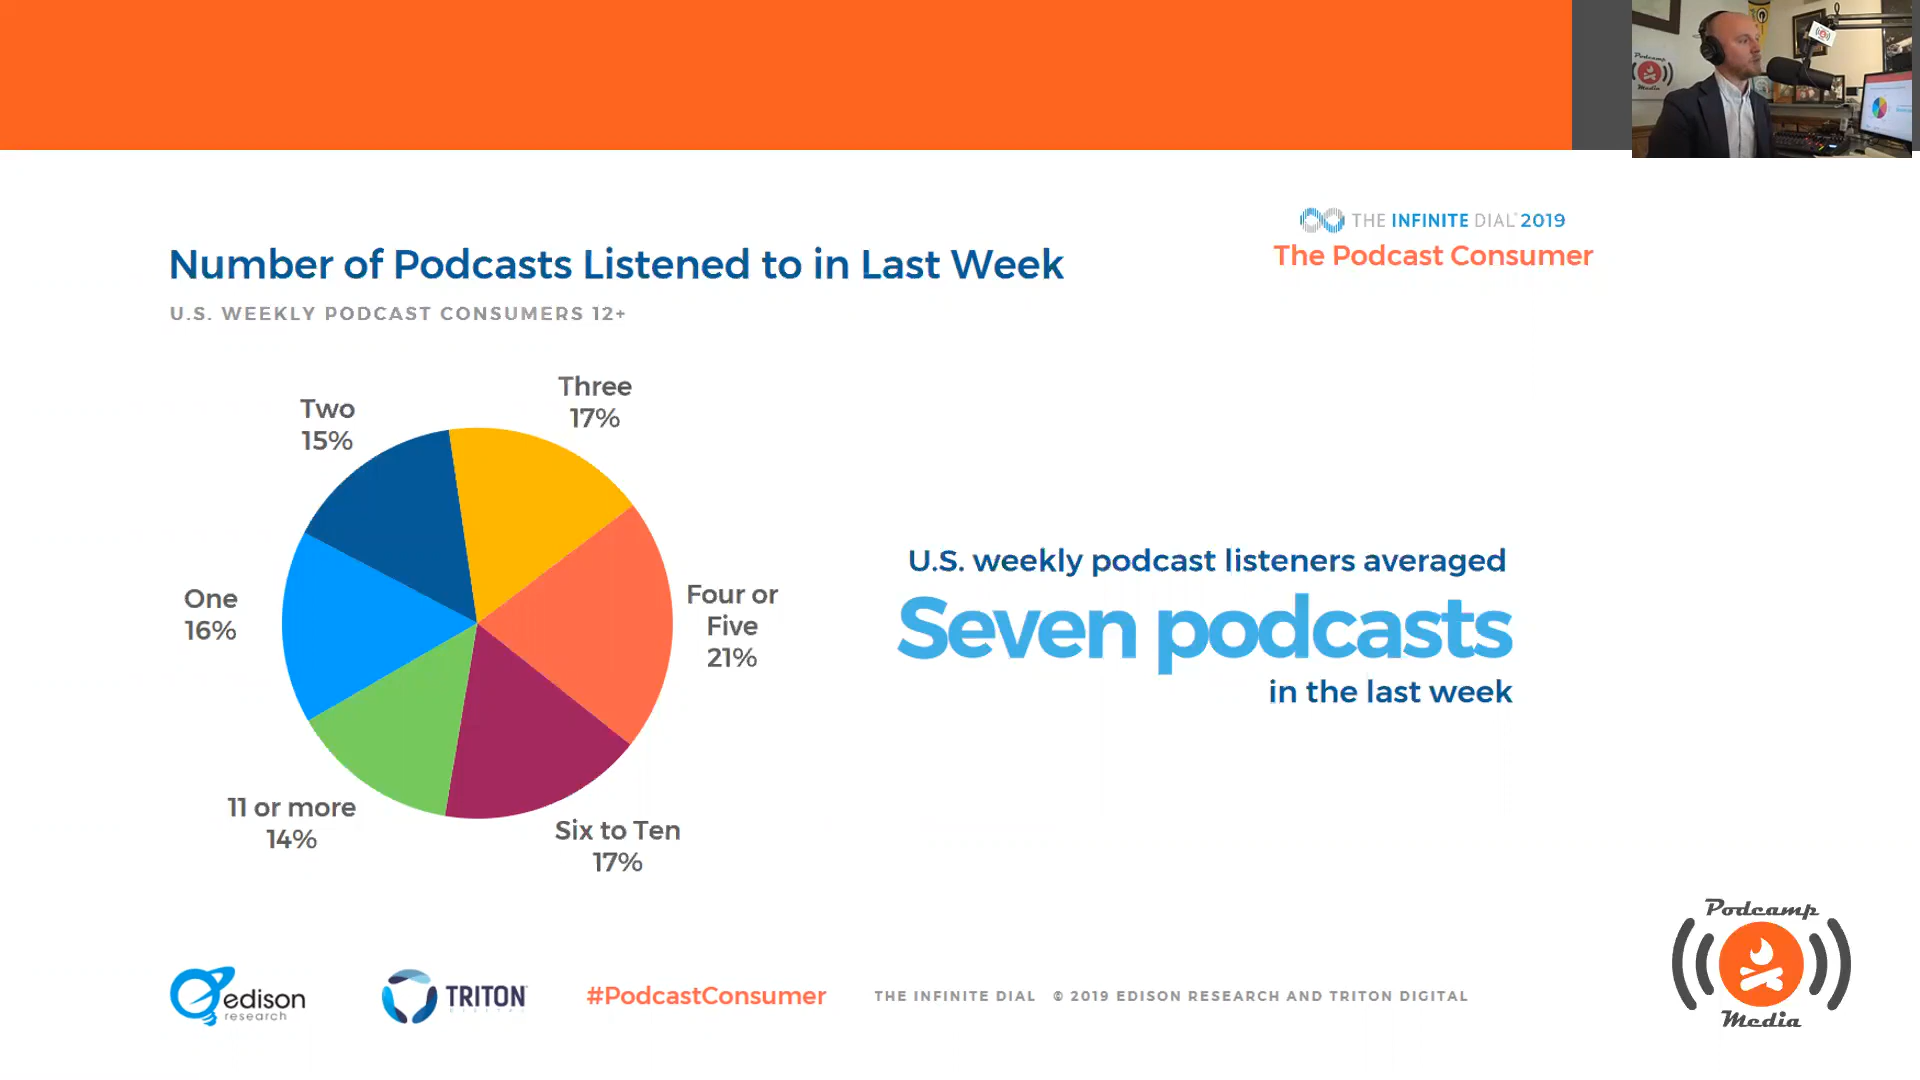 Podcamp
Media
THE INFINITE DIAL 2019
The Podcast Consumer
Number of Podcasts Listened to in Last Week
U.S. WEEKLY PODCAST CONSUMERS 12+
Three
17%
Two
15%
Four or
Five
21%
One
16%
11 or more
14%
Six to Ten
17%
U.S. weekly podcast listeners averaged
Seven podcasts
in the last week
edison
research
TRITON
DIGITAL
#PodcastConsumer
THE INFINITE DIAL © 2019 EDISON RESEARCH AND TRITON DIGITAL
Podcamp
Media